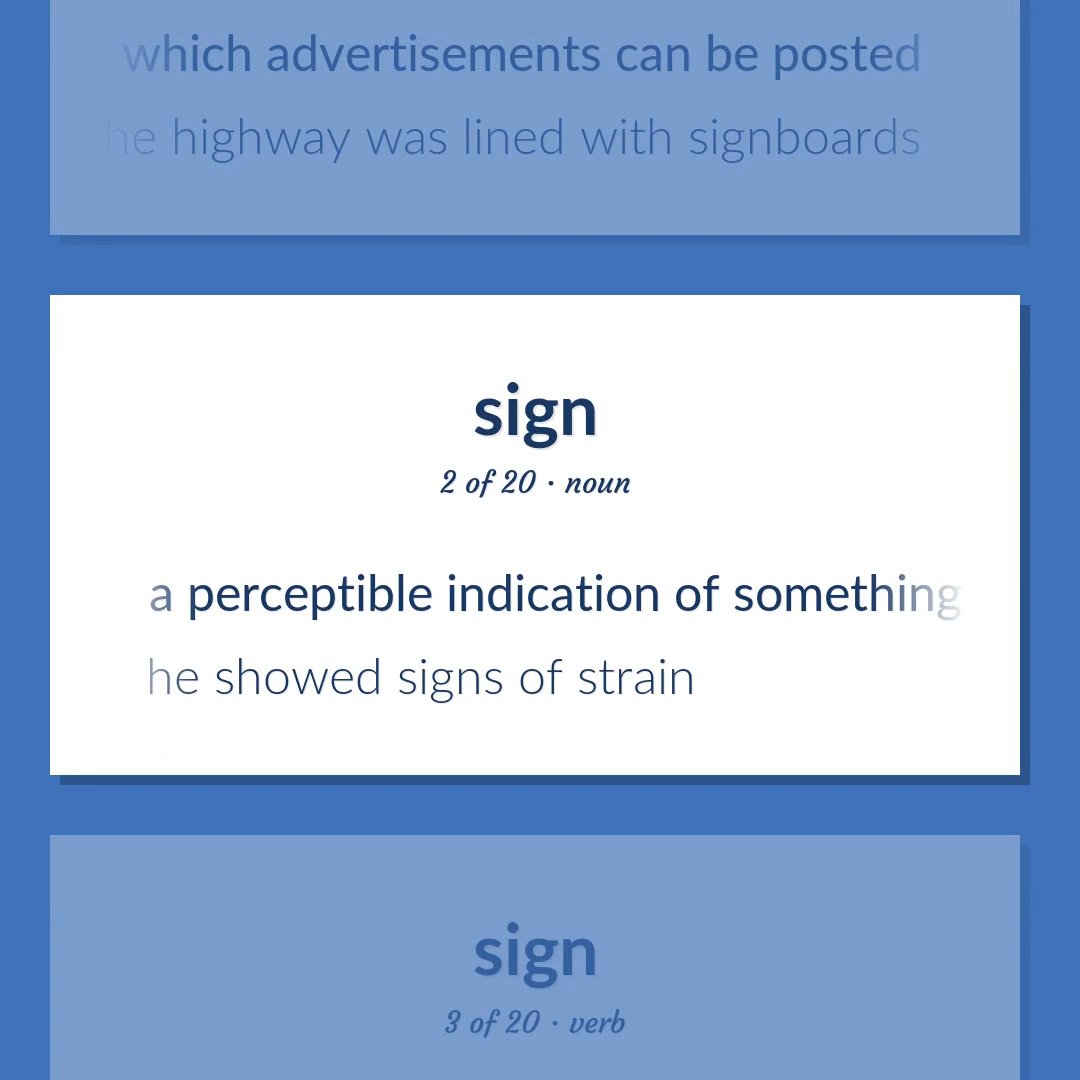 which advertisements can be posted
he highway was lined with signboards
sign
2 of 20 · noun
a perceptible indication of something
he showed signs of strain
sign
3 of 20 · verb